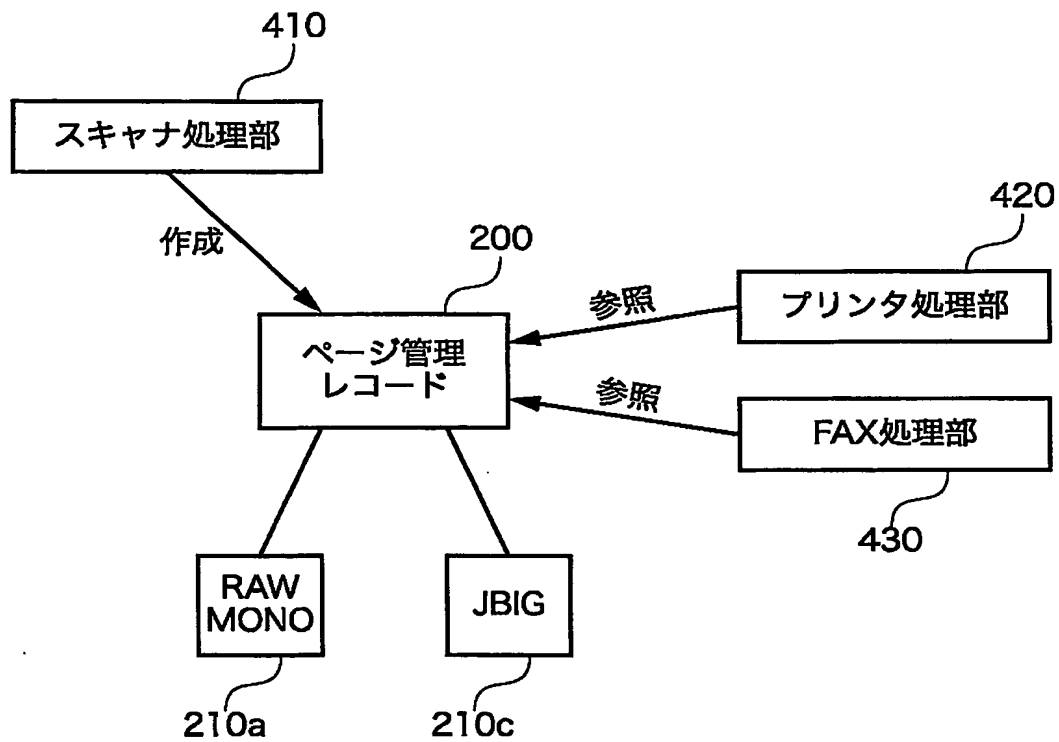 410
スキャナ処理部
作成
200
420
参照
プリンタ処理部
ページ管理
レコード
参照
FAX処理部
430
RAW
MONO
JBIG
210a
210c